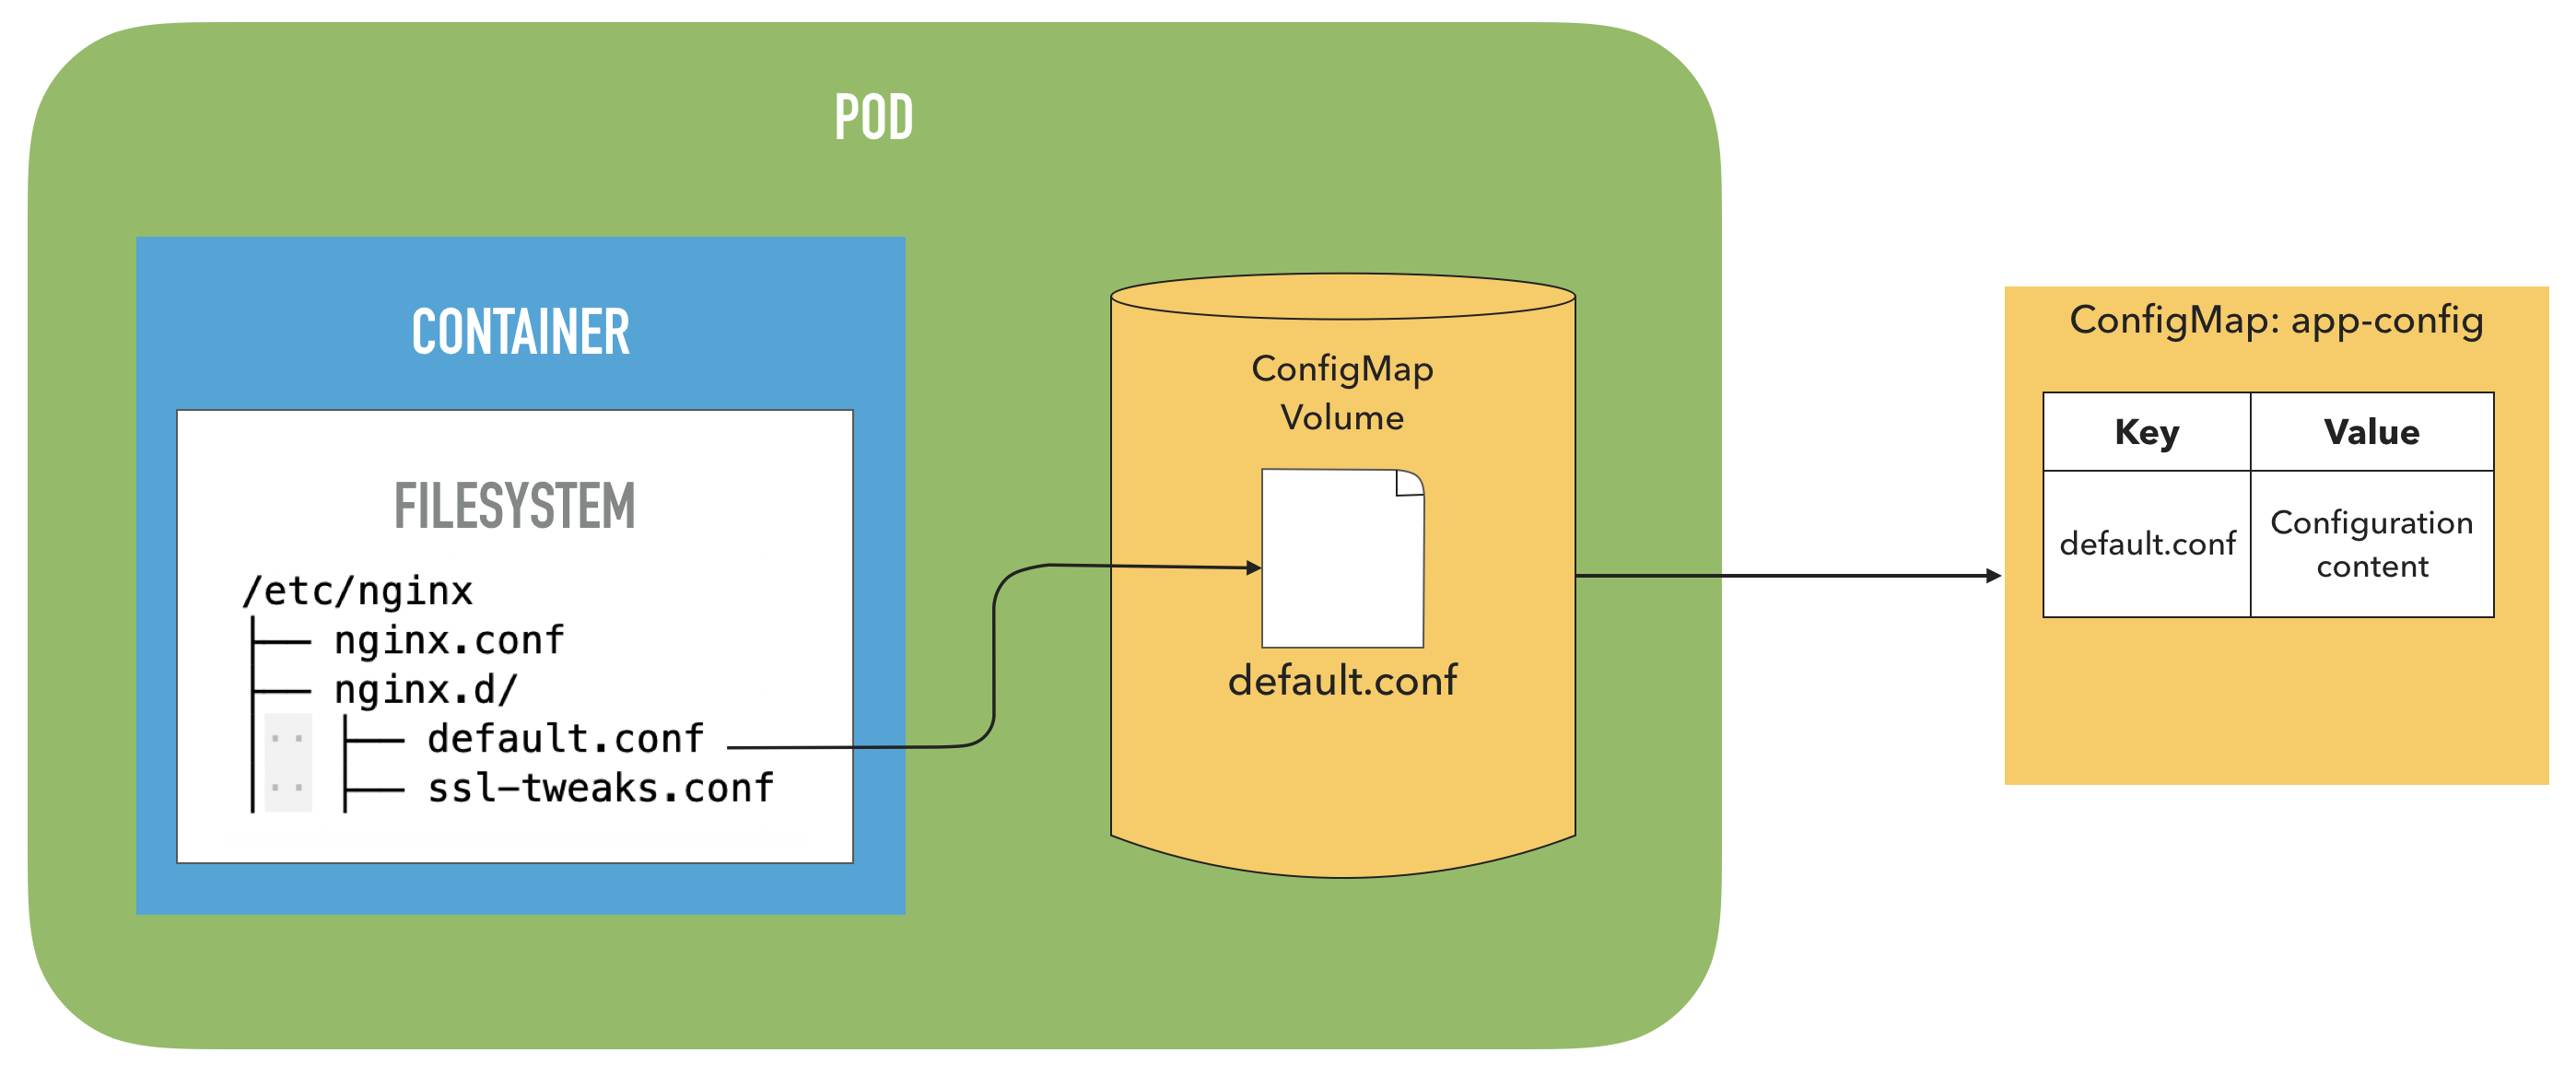 POD
CONTAINER
FILESYSTEM
/etc/nginx
nginx.conf
nginx.d/
default.conf
ssl-tweaks.conf
ConfigMap
Volume
default.conf
ConfigMap: app-config
Key Value
default.conf Configuration
content